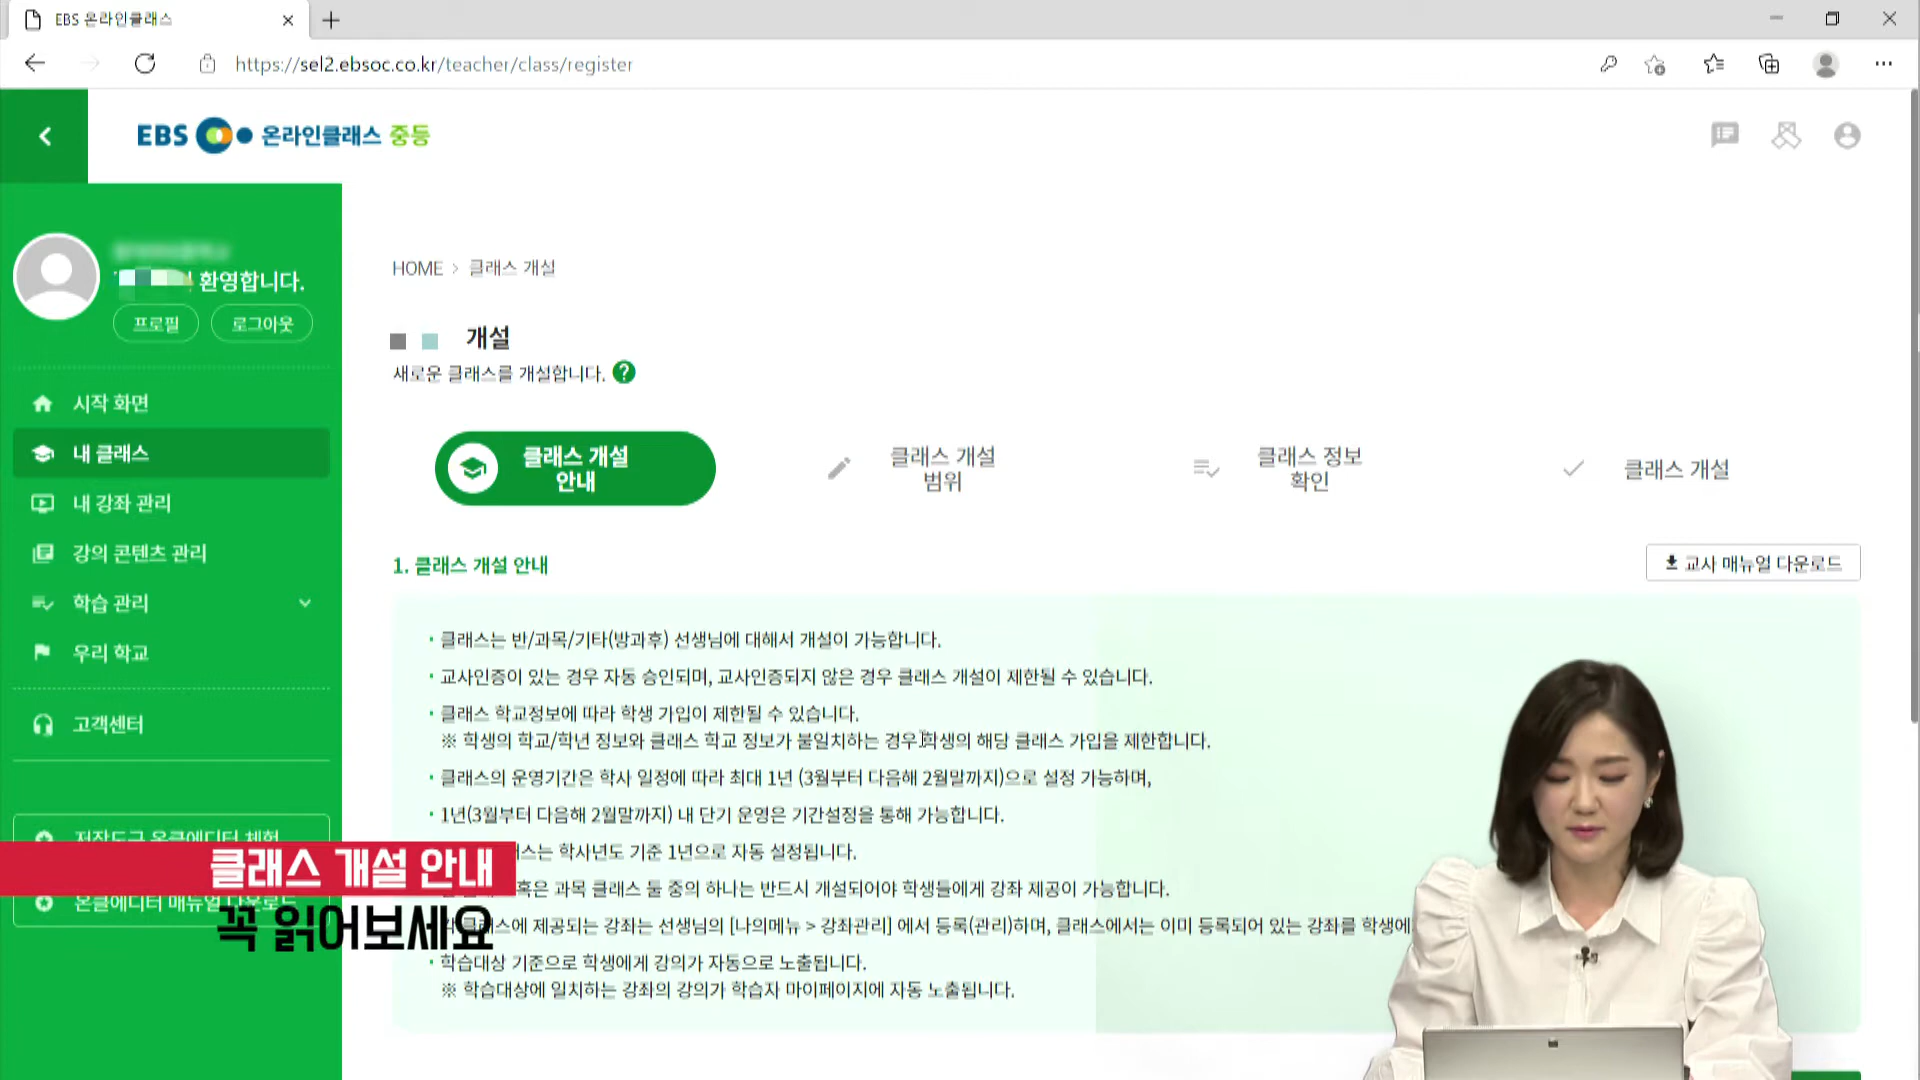 EBS 온라인클래스
https://sel2.ebsoc.co.kr/teacher/class/register
EBS 온라인클래스 중등
환영합니다.
프로필
로그아웃
시작 화면
내 클래스
내 강좌 관리
강의 콘텐츠 관리
학습 관리
우리 학교
고객센터
저작도구 온클에디터 체험
온클에디터 매뉴얼 다운로드
HOME > 클래스 개설
개설
새로운 클래스를 개설합니다. ?
클래스 개설
안내
클래스 개설
범위
클래스 정보
확인
클래스 개설
1. 클래스 개설 안내
교사 매뉴얼 다운로드
· 클래스는 반/과목/기타(방과후) 선생님에 대해서 개설이 가능합니다.
· 교사인증이 있는 경우 자동 승인되며, 교사인증되지 않은 경우 클래스 개설이 제한될 수 있습니다.
· 클래스 학교정보에 따라 학생 가입이 제한될 수 있습니다.
※ 학생의 학교/학년 정보와 클래스 학교 정보가 불일치하는 경우 학생의 해당 클래스 가입을 제한합니다.
· 클래스의 운영기간은 학사 일정에 따라 최대 1년 (3월부터 다음해 2월말까지)으로 설정 가능하며,
· 1년(3월부터 다음해 2월말까지) 내 단기 운영은 기간설정을 통해 가능합니다.
스는 학사년도 기준 1년으로 자동 설정됩니다.
혹은 과목 클래스 둘 중의 하나는 반드시 개설되어야 학생들에게 강좌 제공이 가능합니다.
클래스에 제공되는 강좌는 선생님의 [나의메뉴 > 강좌관리] 에서 등록(관리)하며, 클래스에서는 이미 등록되어 있는 강좌를 학생에
· 학습대상 기준으로 학생에게 강의가 자동으로 노출됩니다.
※ 학습대상에 일치하는 강좌의 강의가 학습자 마이페이지에 자동 노출됩니다.
클래스 개설 안내
꼭 읽어보세요